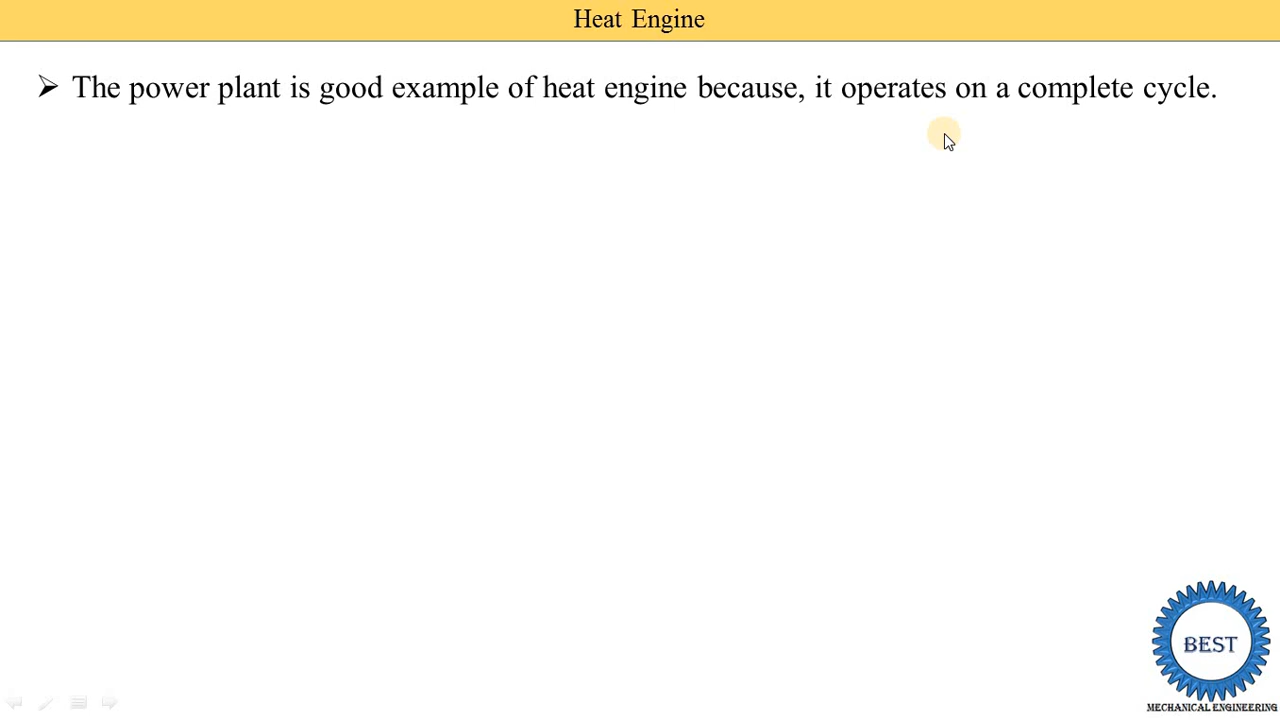 Heat Engine
➢ The power plant is good example of heat engine because, it operates on a complete cycle.
BEST
MECHANICAL ENGINEERING